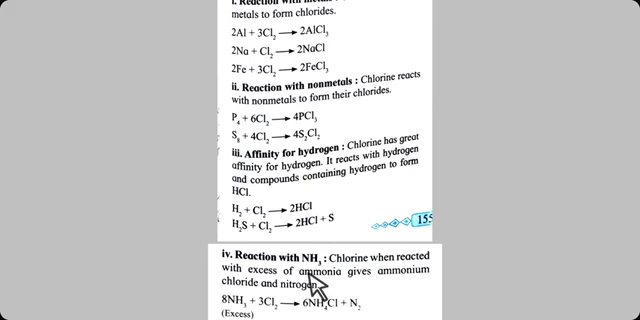 metals to form chlorides.
2Al + 3Cl₂ ⟶ 2AlCl₃
2Na + Cl₂ ⟶ 2NaCl
2Fe + 3Cl₂ ⟶ 2FeCl₃
ii. Reaction with nonmetals : Chlorine reacts
with nonmetals to form their chlorides.
P₄ + 6Cl₂ ⟶ 4PCl₃
S₈ + 4Cl₂ ⟶ 4S₂Cl₂
iii. Affinity for hydrogen : Chlorine has great
affinity for hydrogen. It reacts with hydrogen
and compounds containing hydrogen to form
HCl.
H₂ + Cl₂ ⟶ 2HCl
H₂S + Cl₂ ⟶ 2HCl + S
155
iv. Reaction with NH₃ : Chlorine when reacted
with excess of ammonia gives ammonium
chloride and nitrogen.
8NH₃ + 3Cl₂ ⟶ 6NH₄Cl + N₂
(Excess)